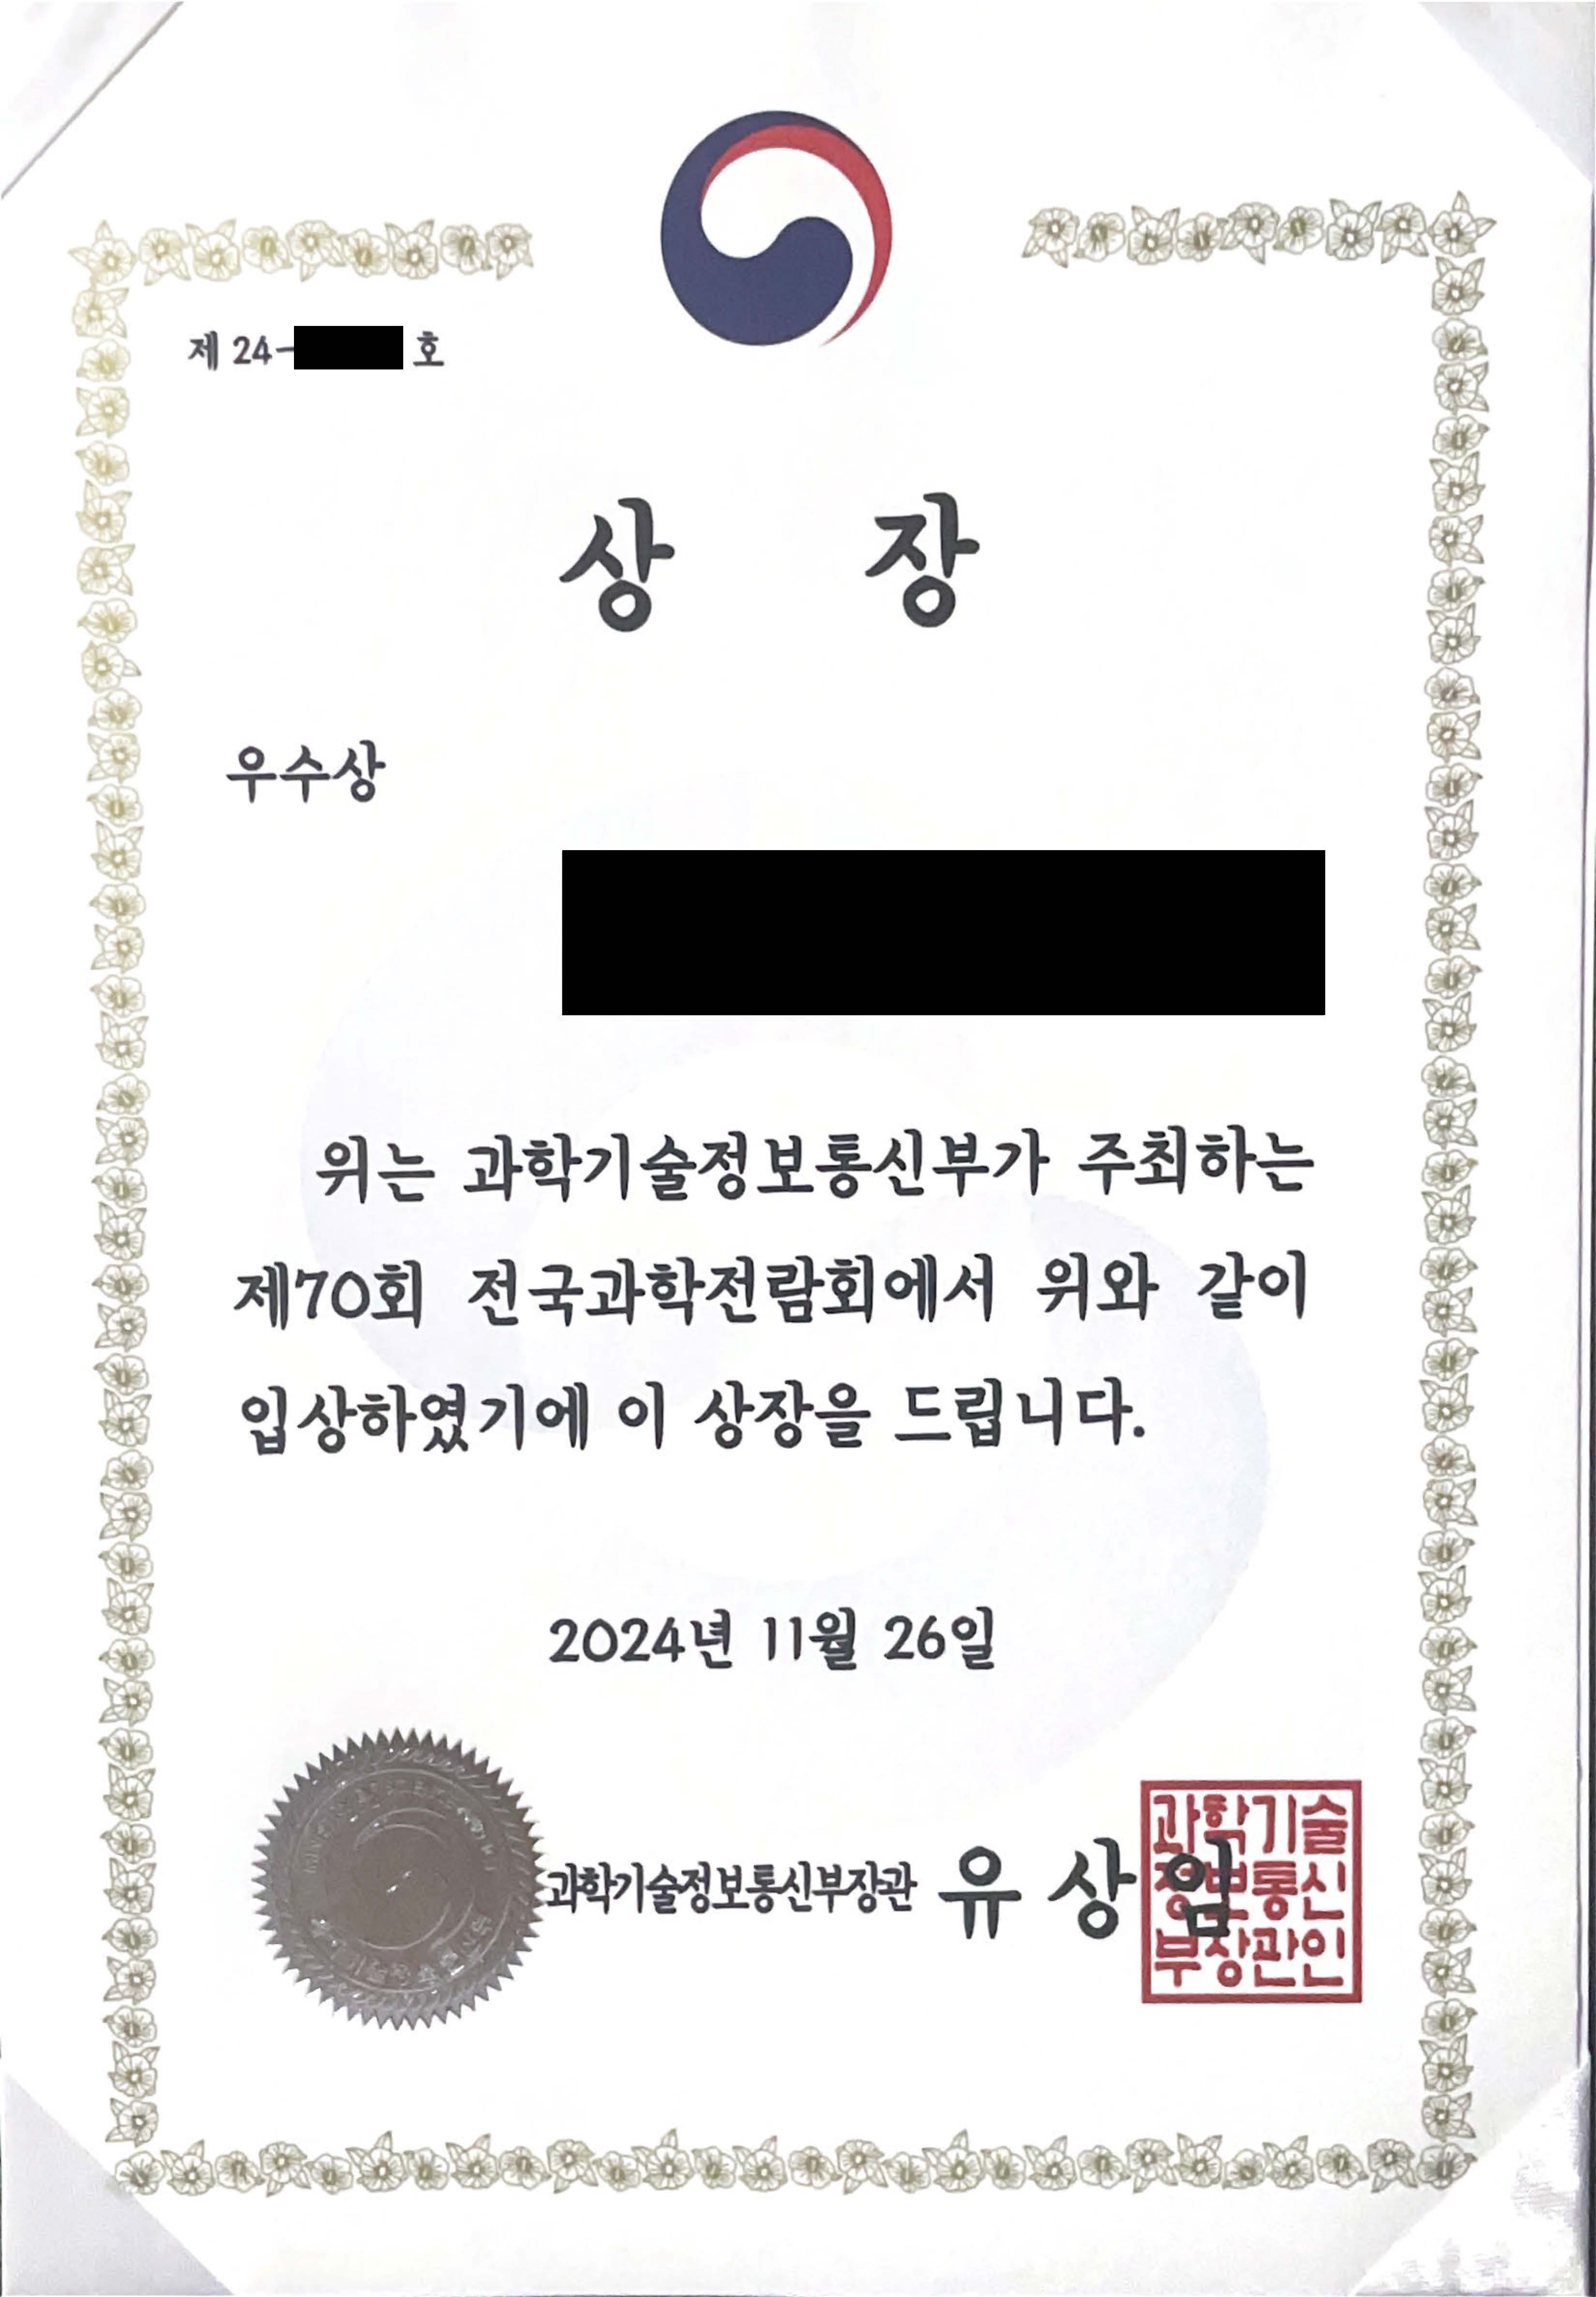 제 24- 호
상 장
우수상
위는 과학기술정보통신부가 주최하는
제70회 전국과학전람회에서 위와 같이
입상하였기에 이 상장을 드립니다.
2024년 11월 26일
과학기술정보통신부장관 유 상 임
과학기술
정보통신
부장관인